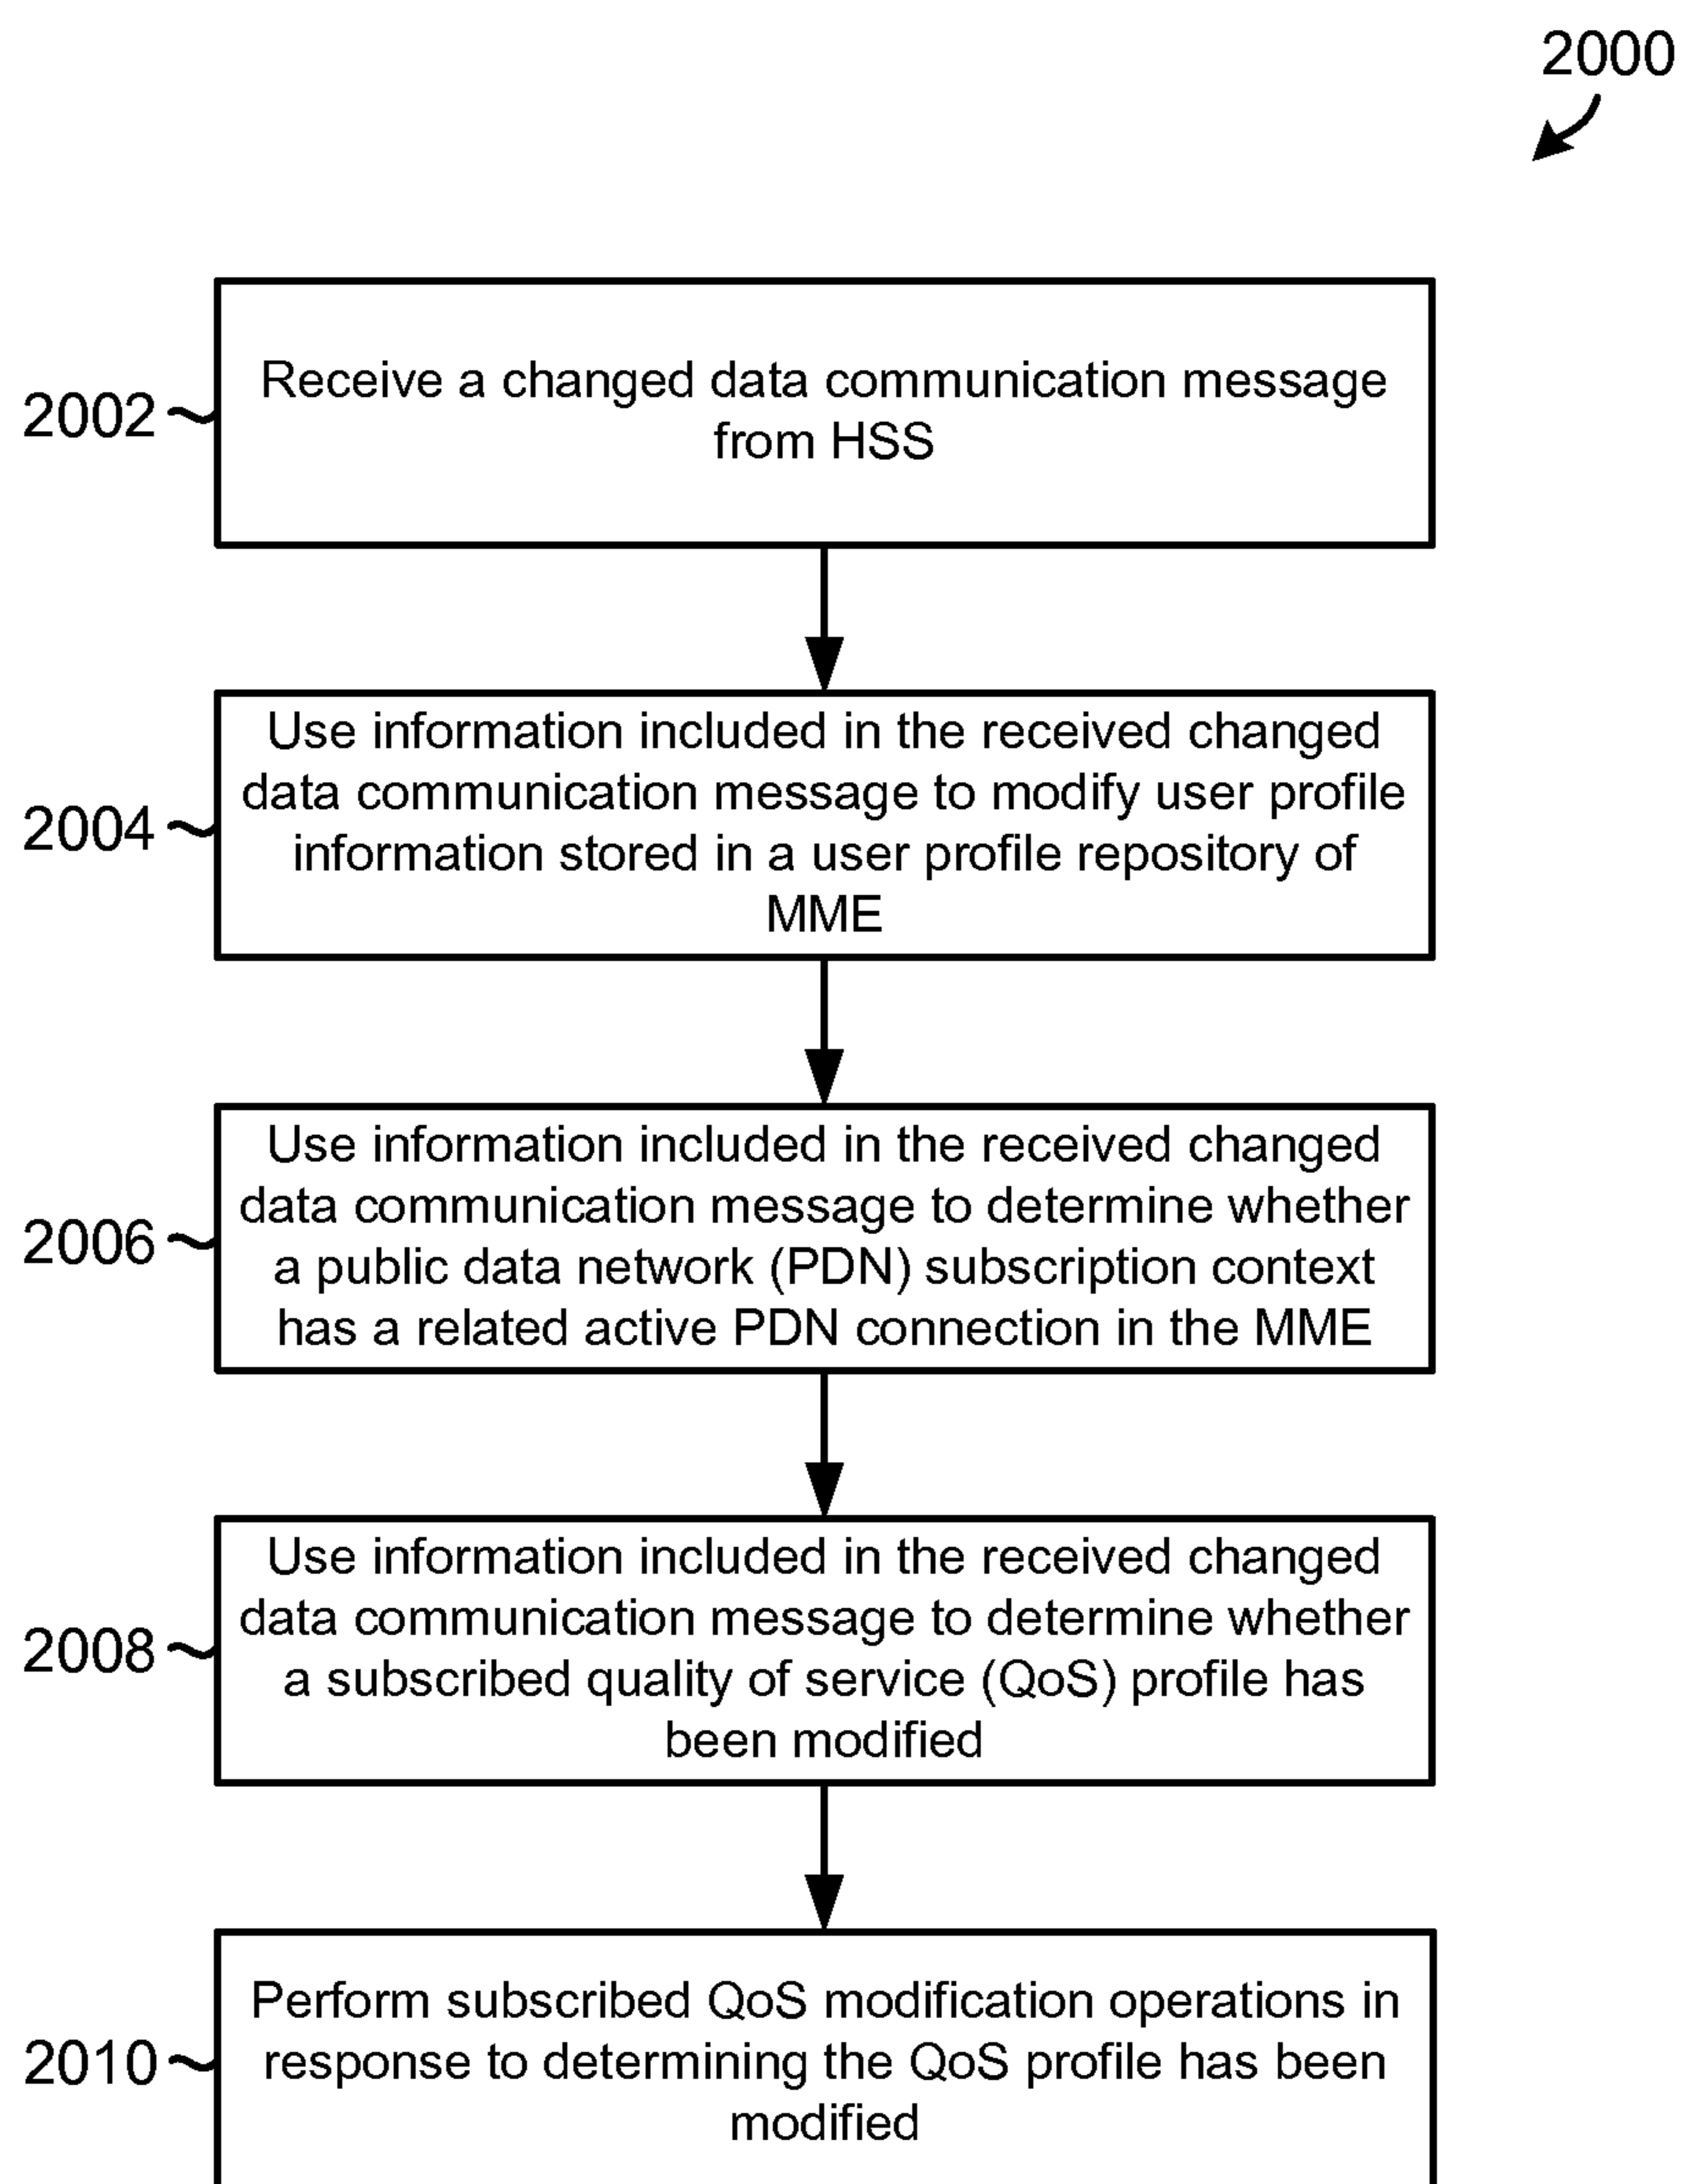 2000
2002
Receive a changed data communication message
from HSS
2004
Use information included in the received changed
data communication message to modify user profile
information stored in a user profile repository of
MME
2006
Use information included in the received changed
data communication message to determine whether
a public data network (PDN) subscription context
has a related active PDN connection in the MME
2008
Use information included in the received changed
data communication message to determine whether
a subscribed quality of service (QoS) profile has
been modified
2010
Perform subscribed QoS modification operations in
response to determining the QoS profile has been
modified